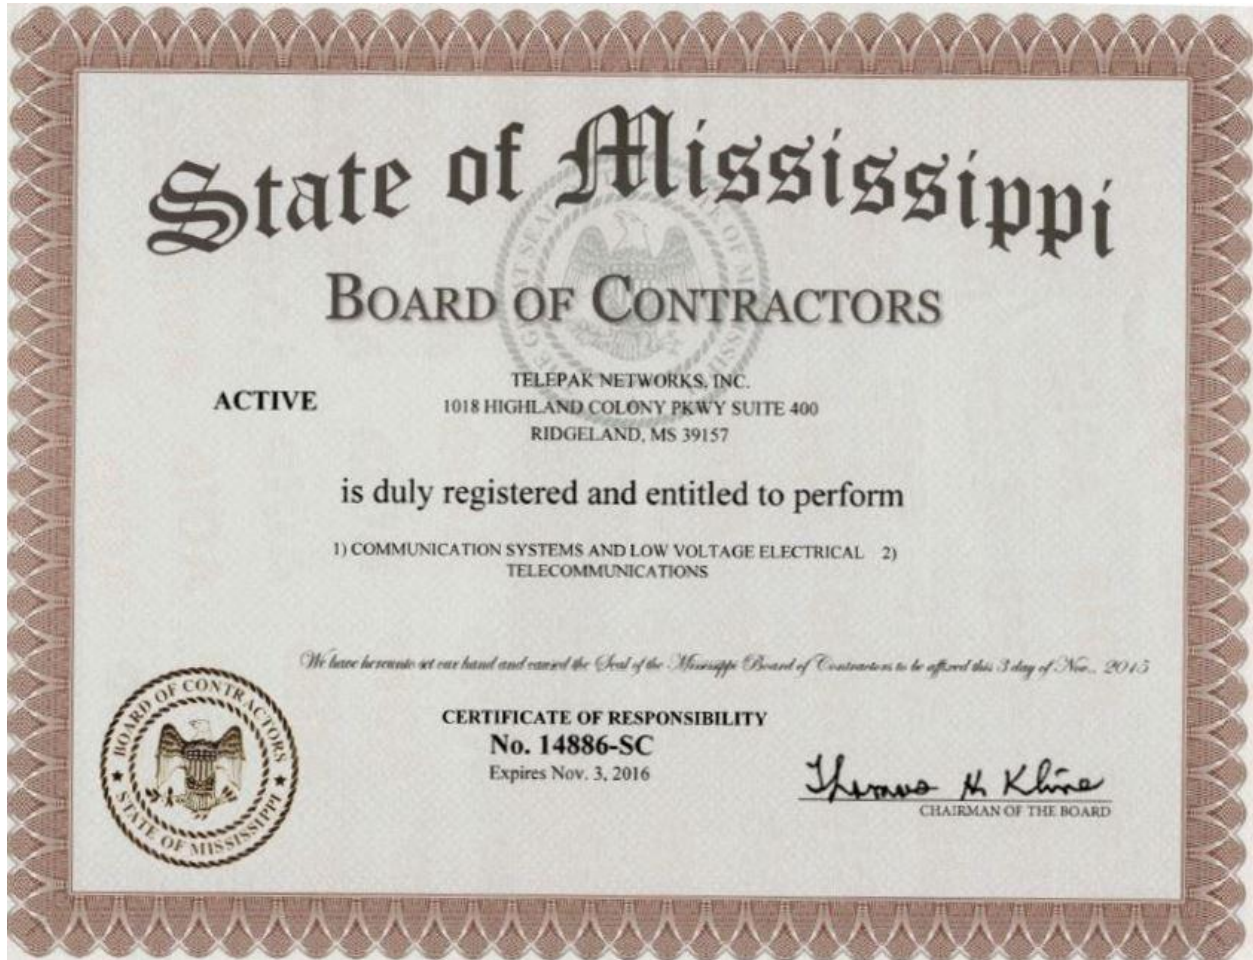 State of Mississippi
BOARD OF CONTRACTORS
ACTIVE
TELEPAK NETWORKS, INC.
1018 HIGHLAND COLONY PKWY SUITE 400
RIDGELAND, MS 39157
is duly registered and entitled to perform
1) COMMUNICATION SYSTEMS AND LOW VOLTAGE ELECTRICAL 2)
TELECOMMUNICATIONS
We have hereunto set our hand and caused the Seal of the Mississippi Board of Contractors to be affixed this 3 day of Nov., 2015
CERTIFICATE OF RESPONSIBILITY
No. 14886-SC
Expires Nov. 3, 2016
Thomas H Kline
CHAIRMAN OF THE BOARD
BOARD OF CONTRACTORS
STATE OF MISSISSIPPI